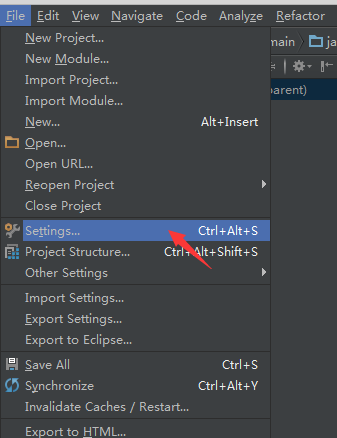 File Edit View Navigate Code Analyze Refactor
New Project...
New Module...
Import Project...
Import Module...
New... Alt+Insert
Open...
Open URL...
Reopen Project
Close Project
Settings... Ctrl+Alt+S
Project Structure... Ctrl+Alt+Shift+S
Other Settings
Import Settings...
Export Settings...
Export to Eclipse...
Save All Ctrl+S
Synchronize Ctrl+Alt+Y
Invalidate Caches / Restart...
Export to HTML...
main ja
parent)